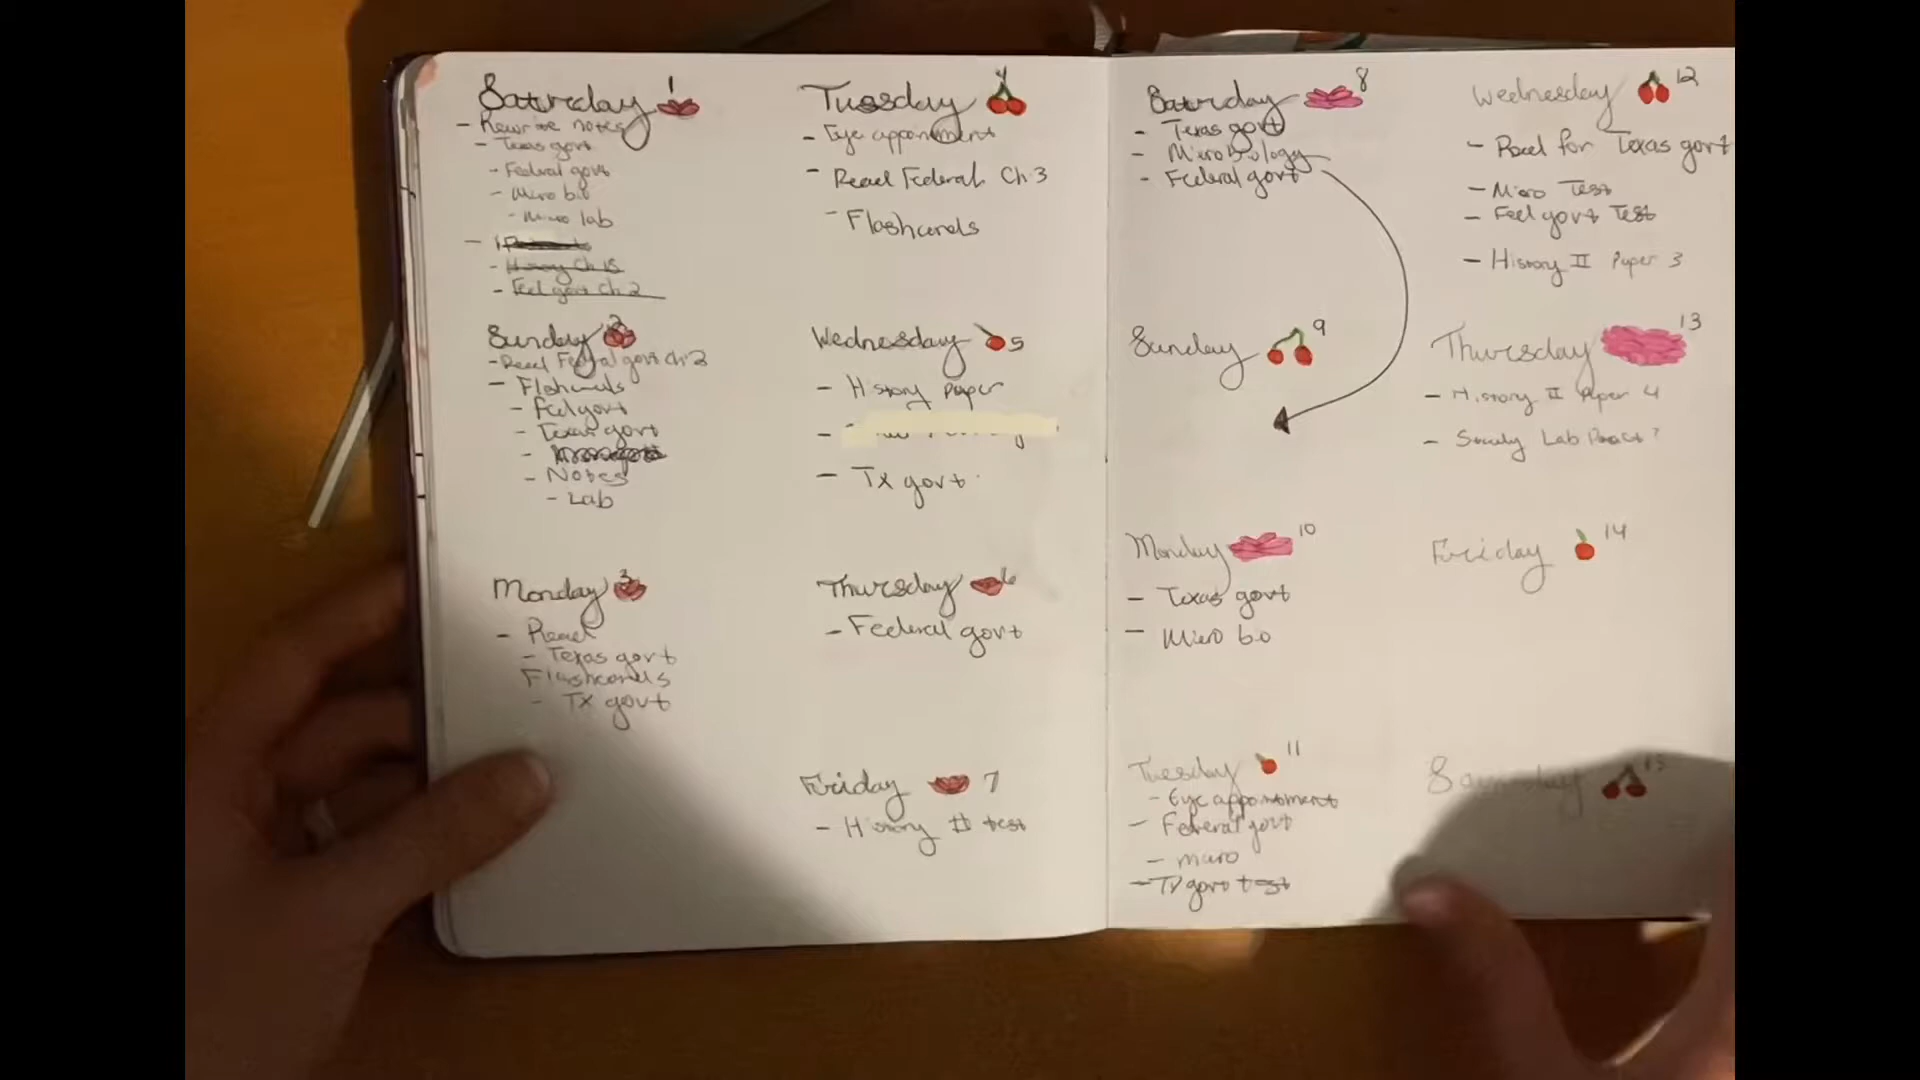 Saturday 1
- Rewrite notes
- Texas govt
- Federal govt
- Micro bio
- Micro lab
-
- History Ch 15
- Fed govt Ch 2
Sunday 2
- Read Federal govt Ch 2
- Flashcards
- Fed govt
- Texas govt
-
- Notes
- Lab
Monday 3
- Read
- Texas govt
Flashcards
- TX govt
Tuesday 4
- Eye appointment
- Read Federal Ch 3
- Flashcards
Wednesday 5
- History Paper
-
- Tx govt
Thursday 6
- Federal govt
Friday 7
- History II test
Saturday 8
- Texas govt
- Microbiology
- Federal govt
Sunday 9
Monday 10
- Texas govt
- Micro bio
Tuesday 11
- Eye appointment
- Federal govt
- micro
- TX govt test
Wednesday 12
- Read for Texas govt
- Micro Test
- Fed govt Test
- History II Paper 3
Thursday 13
- History II Paper 4
- Study Lab Pract?
Friday 14
Saturday 15